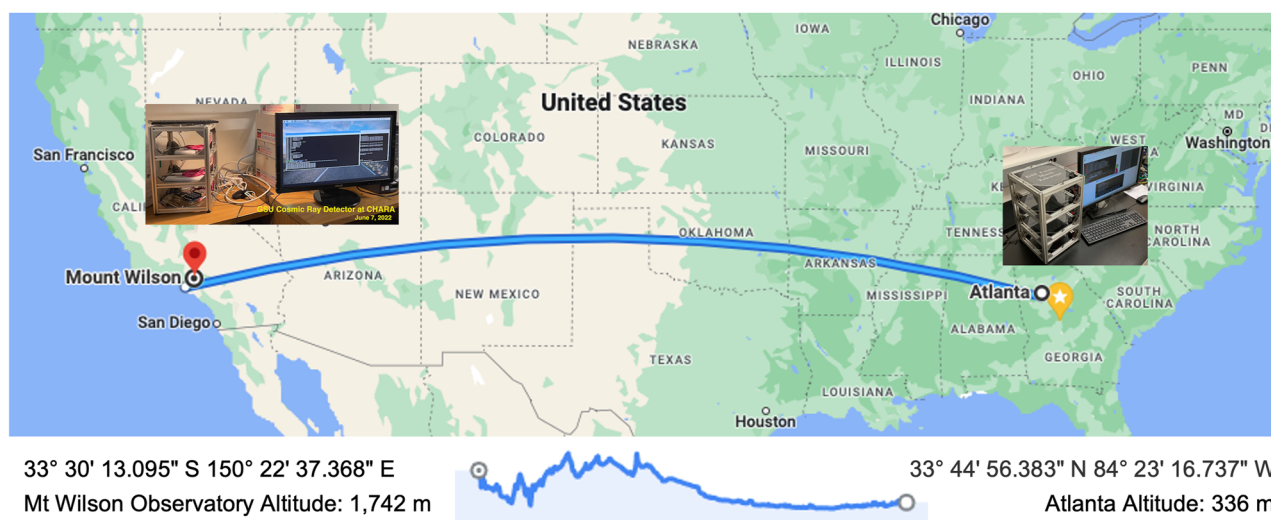 Chicago
IOWA
NEBRASKA
ILLINOIS
OHIO
PENN
INDIANA
NEVADA
United States
MD
DE
COLORADO
KANSAS
MISSOURI
WEST
Washington
San Francisco
VIRGINIA
CALI
GSU Cosmic Ray Detector at CHARA
June 7, 2022
KE
OKLAHOMA
TENNESS
NORTH
CAROLINA
Mount Wilson
ARIZONA
ARKANSAS
NEW MEXICO
MISSISSIPPI
Atlanta
SOUTH
CAROLINA
San Diego
ALABAMA
TEXAS
GEORGIA
LOUISIANA
Houston
33° 30' 13.095" S 150° 22' 37.368" E
33° 44' 56.383" N 84° 23' 16.737" W
Mt Wilson Observatory Altitude: 1,742 m
Atlanta Altitude: 336 m